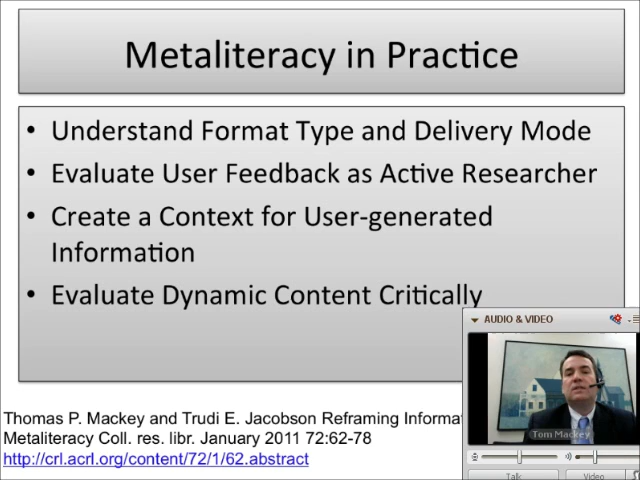 Metaliteracy in Practice
• Understand Format Type and Delivery Mode
• Evaluate User Feedback as Active Researcher
• Create a Context for User-generated
Information
• Evaluate Dynamic Content Critically
AUDIO & VIDEO
Tom Mackey
Talk
Video
Thomas P. Mackey and Trudi E. Jacobson Reframing
Metaliteracy Coll. res. libr. January 2011 72:62-78
http://crl.acrl.org/content/72/1/62.abstract